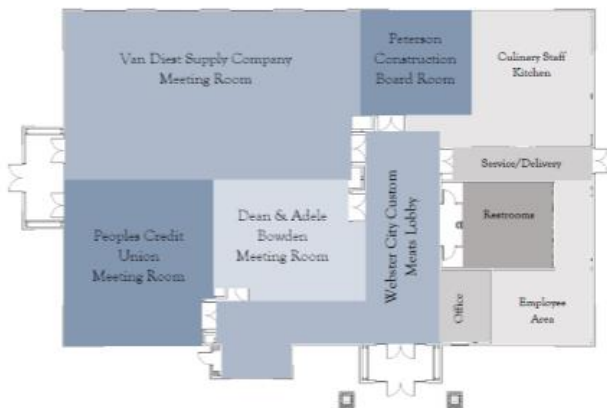 Van Diest Supply Company
Meeting Room
Peterson
Construction
Board Room
Culinary Staff
Kitchen
Service/Delivery
Peoples Credit
Union
Meeting Room
Dean & Adele
Bowden
Meeting Room
Webster City Custom
Meats Lobby
Restrooms
Office
Employee
Area